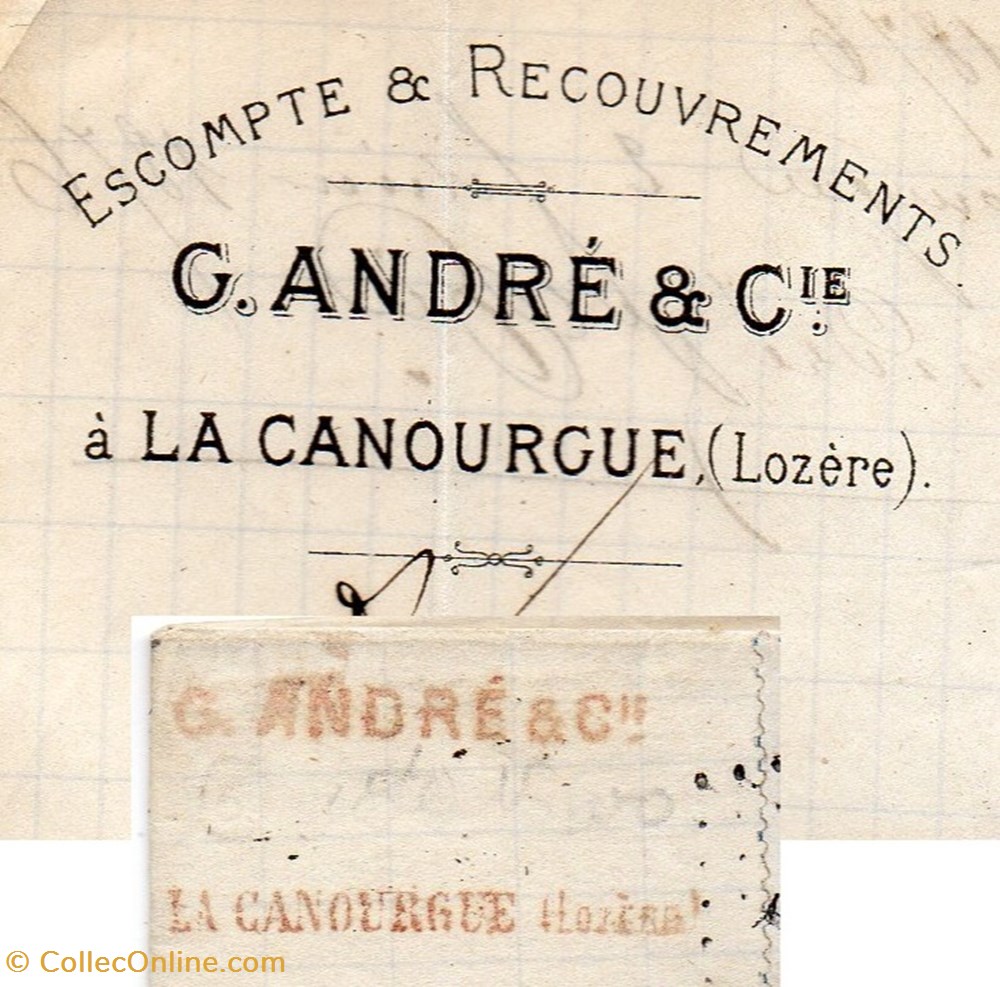 ESCOMPTE & RECOUVREMENTS
G. ANDRÉ & CIE.
à LA CANOURGUE, (Lozère).
G. ANDRÉ & Cie
LA CANOURGUE (Lozère)
© CollecOnline.com